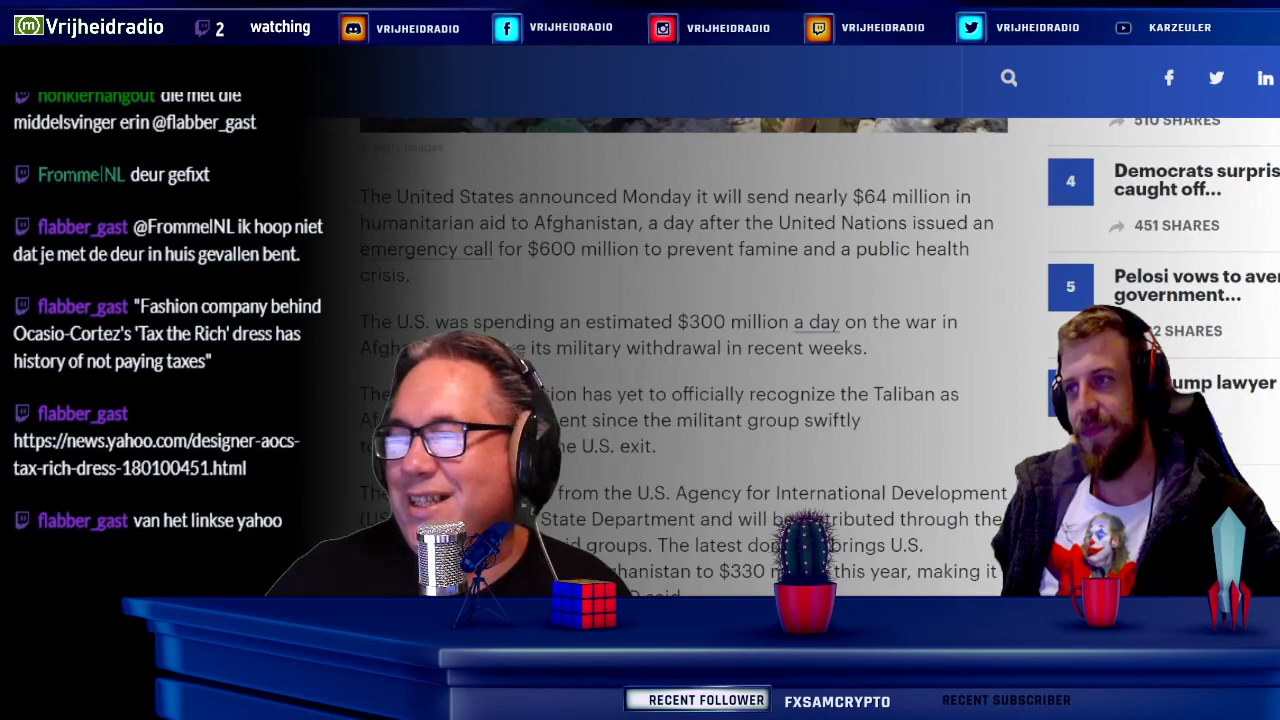 Vrijheidradio
2 watching
VRIJHEIDRADIO
VRIJHEIDRADIO
VRIJHEIDRADIO
VRIJHEIDRADIO
VRIJHEIDRADIO
KARZEULER
honkierhangout die met die
middelsvinger erin @flabber_gast
FrommelNL deur gefixt
flabber_gast @FrommelNL ik hoop niet
dat je met de deur in huis gevallen bent.
flabber_gast "Fashion company behind
Ocasio-Cortez's 'Tax the Rich' dress has
history of not paying taxes"
flabber_gast
https://news.yahoo.com/designer-aocs-
tax-rich-dress-180100451.html
flabber_gast van het linkse yahoo
The United States announced Monday it will send nearly $64 million in
humanitarian aid to Afghanistan, a day after the United Nations issued an
emergency call for $600 million to prevent famine and a public health
crisis.
The U.S. was spending an estimated $300 million a day on the war in
its military withdrawal in recent weeks.
has yet to officially recognize the Taliban as
since the militant group swiftly
U.S. exit.
from the U.S. Agency for International Development
State Department and will be through the
groups. The latest brings U.S.
to $330 this year, making it
510 SHARES
4
Democrats
caught off...
451 SHARES
5
Pelosi vows to
government...
SHARES
lawyer
RECENT FOLLOWER
FXSAMCRYPTO
RECENT SUBSCRIBER